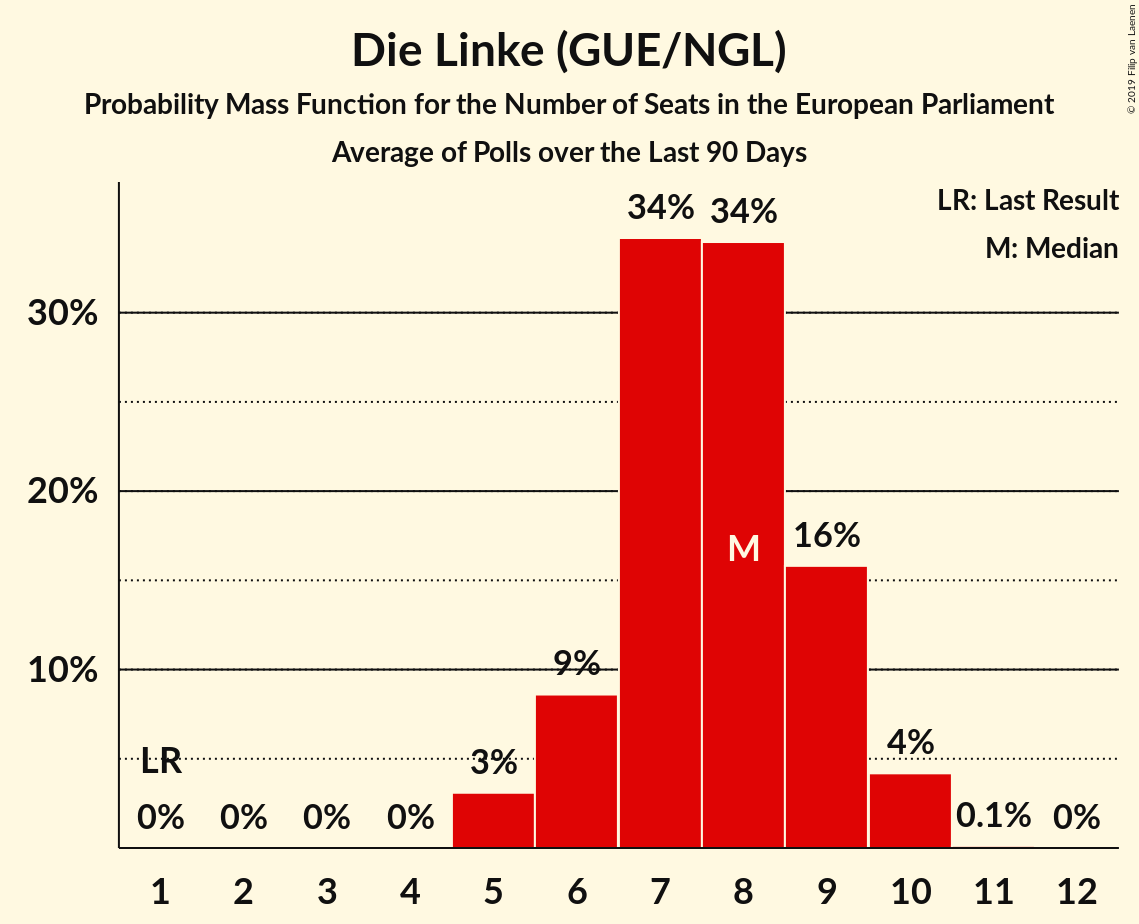 Die Linke (GUE/NGL)
Probability Mass Function for the Number of Seats in the European Parliament
Average of Polls over the Last 90 Days
© 2019 Filip van Laenen
LR: Last Result
M: Median
34% 34%
30%
20%
16%
M
10%
9%
LR
3%
4%
0% 0% 0% 0% 0.1% 0%
1 2 3 4 5 6 7 8 9 10 11 12